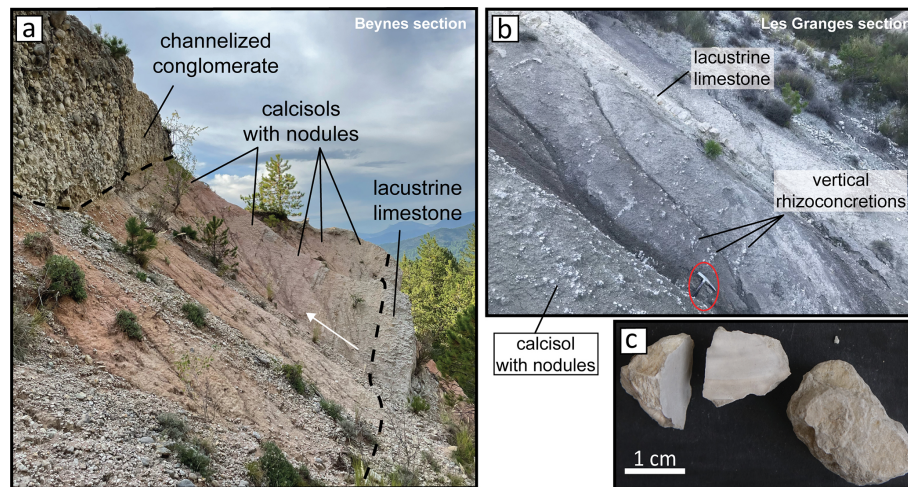 a
Beynes section
channelized
conglomerate
calcisols
with nodules
lacustrine
limestone
b
Les Granges section
lacustrine
limestone
vertical
rhizoconcretions
calcisol
with nodules
c
1 cm